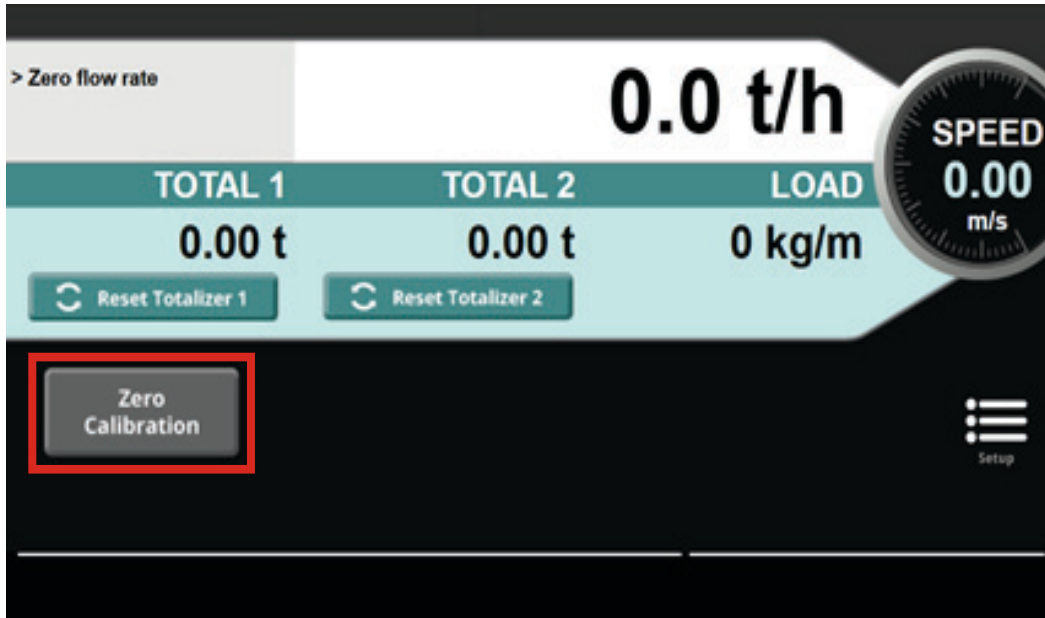 > Zero flow rate
0.0 t/h
SPEED
0.00
m/s
TOTAL 1
TOTAL 2
LOAD
0.00 t
0.00 t
0 kg/m
Reset Totalizer 1
Reset Totalizer 2
Zero
Calibration
Setup